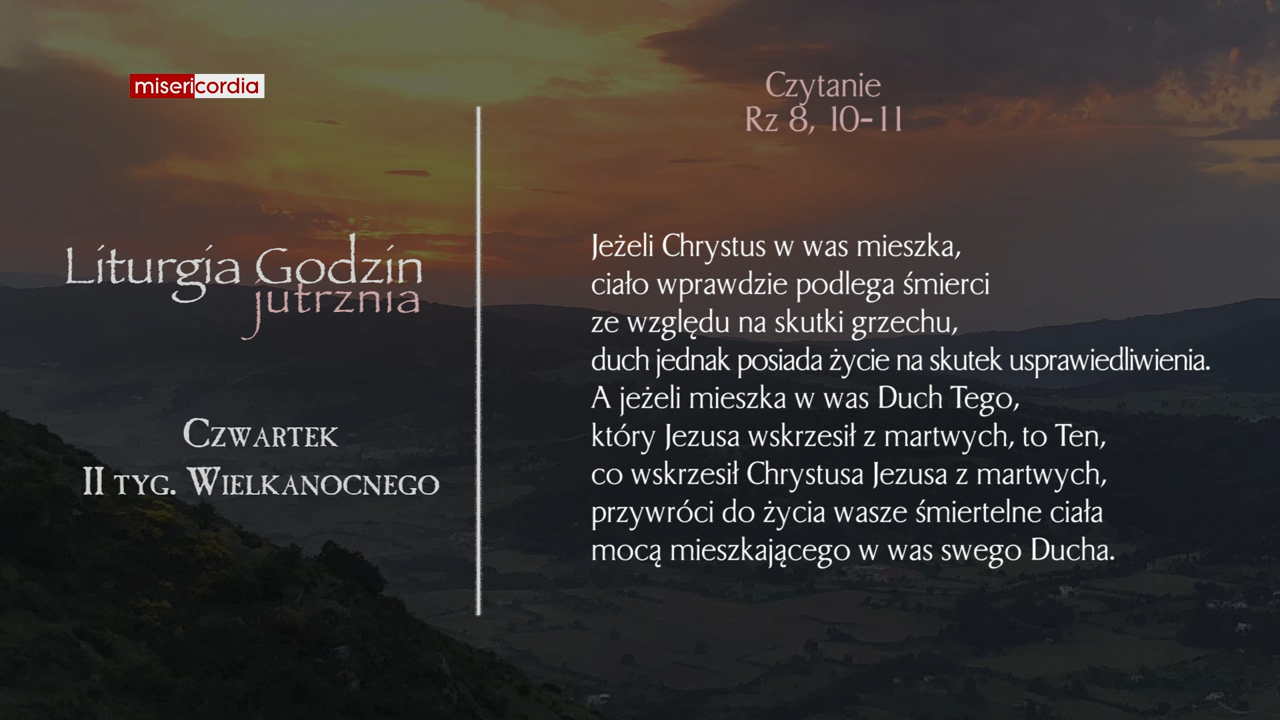 misericordia
Liturgia Godzin
jutrznia
Czwartek
II tyg. Wielkanocnego
Czytanie
Rz 8, 10-11
Jeżeli Chrystus w was mieszka,
ciało wprawdzie podlega śmierci
ze względu na skutki grzechu,
duch jednak posiada życie na skutek usprawiedliwienia.
A jeżeli mieszka w was Duch Tego,
który Jezusa wskrzesił z martwych, to Ten,
co wskrzesił Chrystusa Jezusa z martwych,
przywróci do życia wasze śmiertelne ciała
mocą mieszkającego w was swego Ducha.